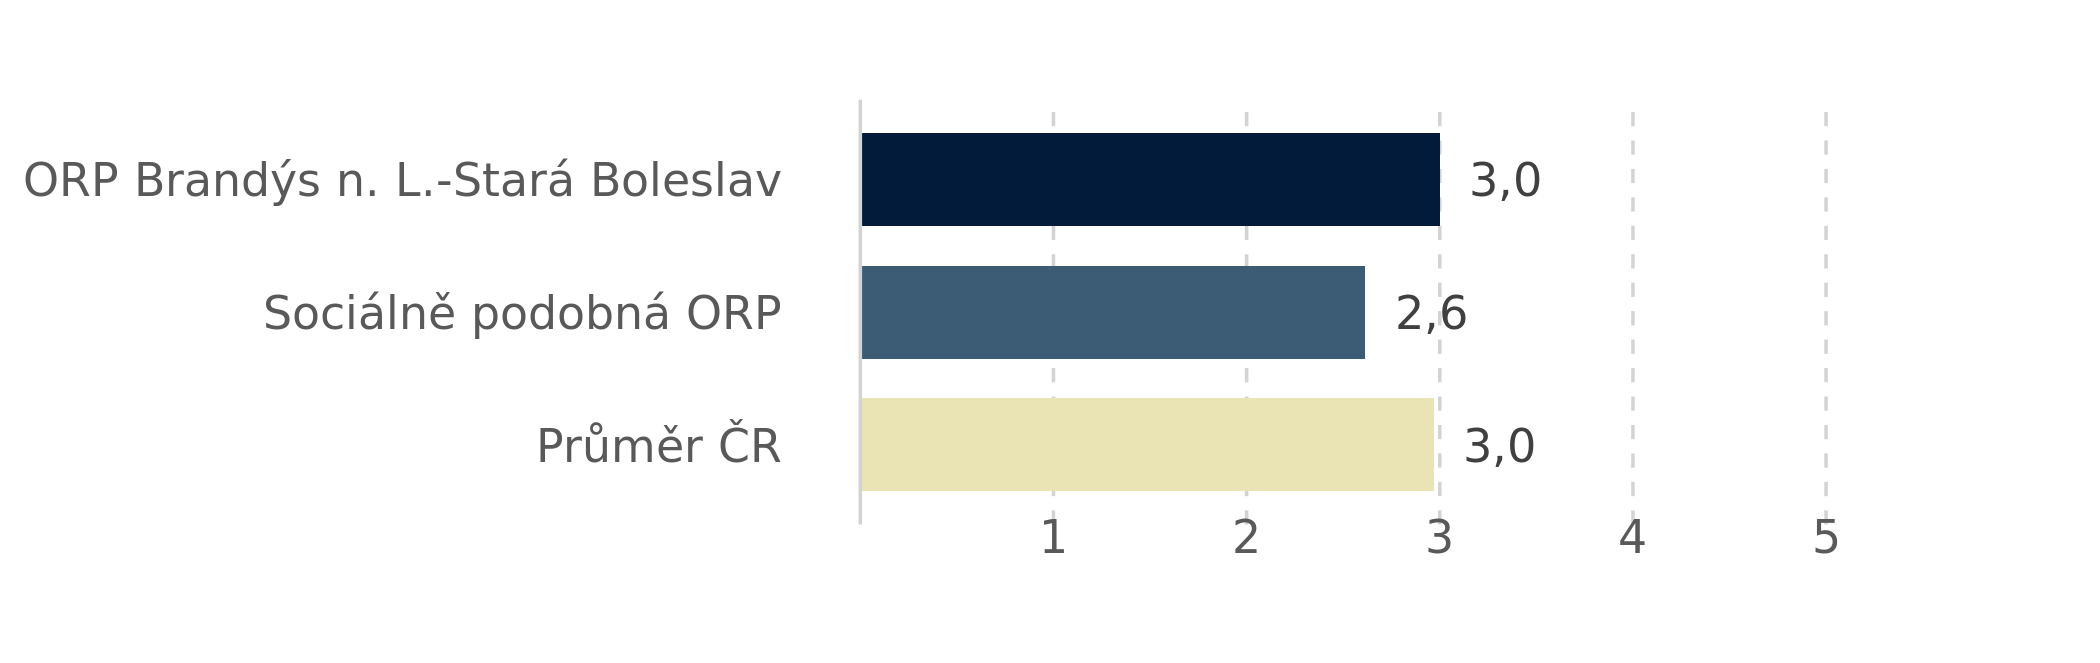 ORP Brandýs n. L.-Stará Boleslav 3,0
Sociálně podobná ORP 2,6
Průměr ČR 3,0
1 2 3 4 5